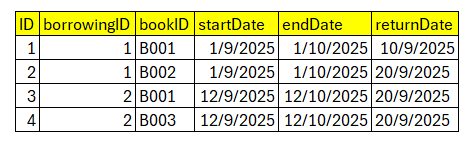 ID borrowingID bookID startDate endDate returnDate
1 1 B001 1/9/2025 1/10/2025 10/9/2025
2 1 B002 1/9/2025 1/10/2025 20/9/2025
3 2 B001 12/9/2025 12/10/2025 20/9/2025
4 2 B003 12/9/2025 12/10/2025 20/9/2025